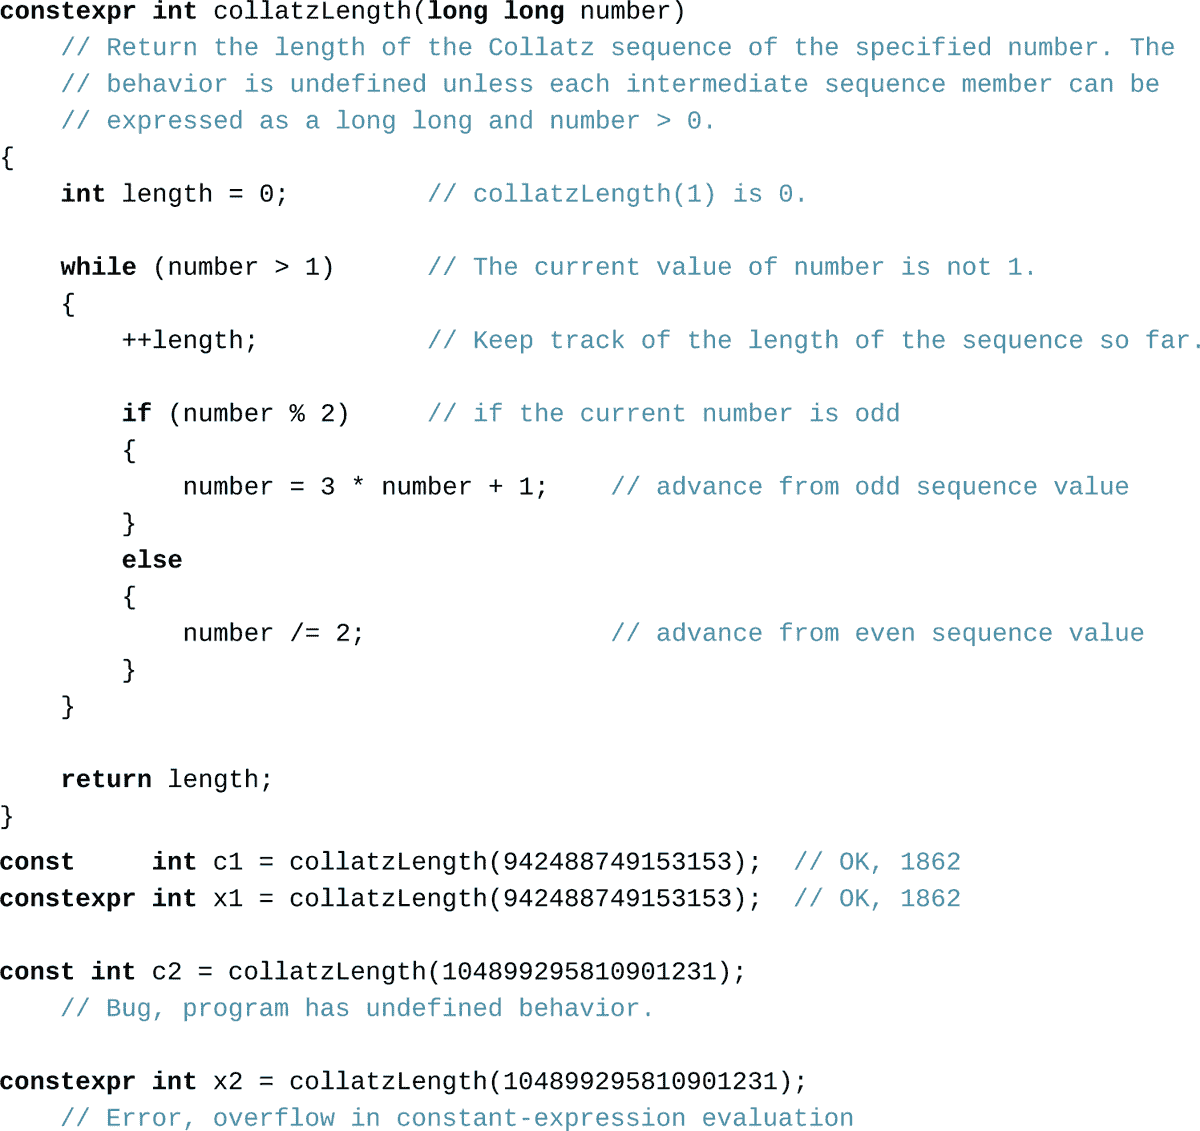 constexpr int collatzLength(long long number)
    // Return the length of the Collatz sequence of the specified number. The
    // behavior is undefined unless each intermediate sequence member can be
    // expressed as a long long and number > 0.
{
    int length = 0;         // collatzLength(1) is 0.

    while (number > 1)      // The current value of number is not 1.
    {
        ++length;           // Keep track of the length of the sequence so far.

        if (number % 2)     // if the current number is odd
        {
            number = 3 * number + 1;    // advance from odd sequence value
        }
        else
        {
            number /= 2;                // advance from even sequence value
        }
    }

    return length;
}
const     int c1 = collatzLength(942488749153153);  // OK, 1862
constexpr int x1 = collatzLength(942488749153153);  // OK, 1862

const int c2 = collatzLength(104899295810901231);
    // Bug, program has undefined behavior.

constexpr int x2 = collatzLength(104899295810901231);
    // Error, overflow in constant-expression evaluation